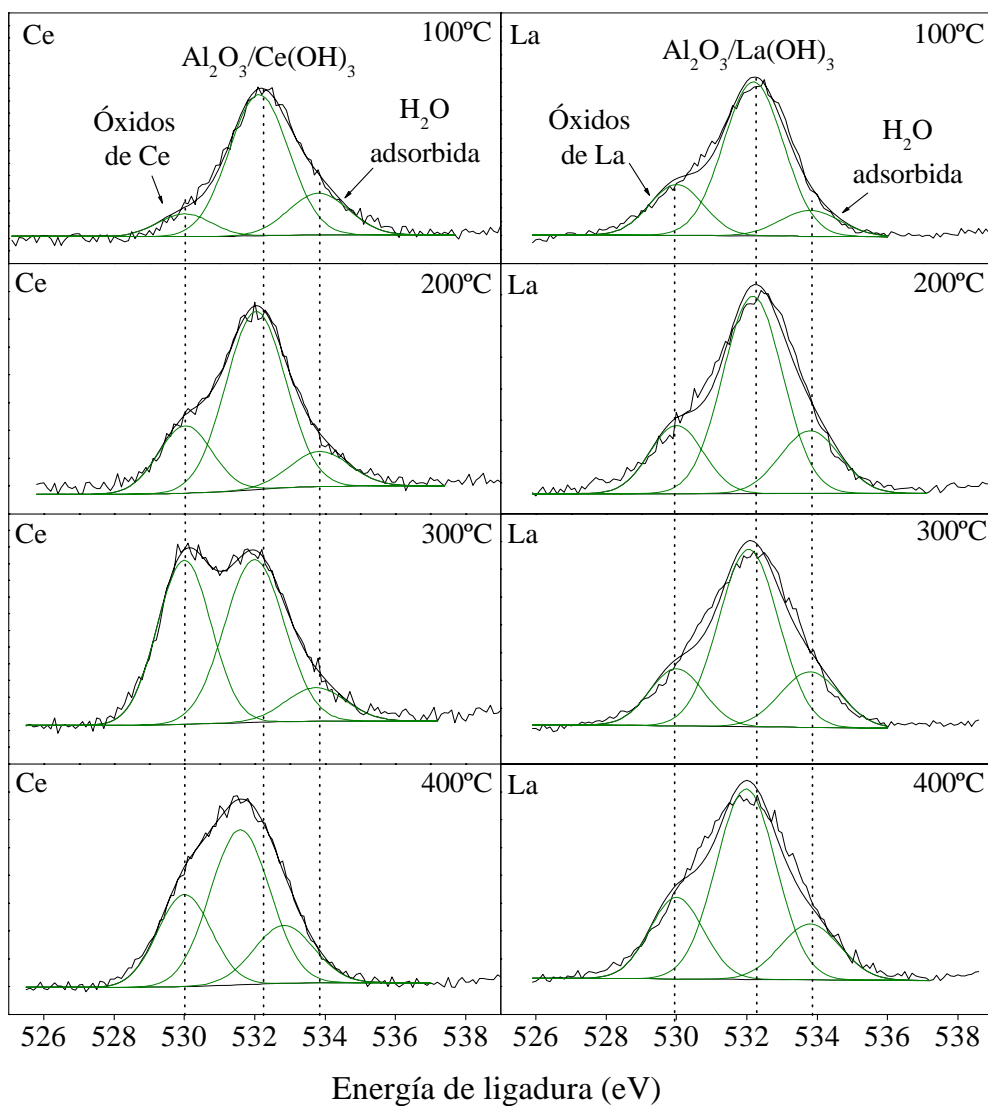 Ce 100ºC
Al2O3/Ce(OH)3
Óxidos
de Ce
H2O
adsorbida
La 100ºC
Al2O3/La(OH)3
Óxidos
de La
H2O
adsorbida
Ce 200ºC
La 200ºC
Ce 300ºC
La 300ºC
Ce 400ºC
La 400ºC
526 528 530 532 534 536 538 526 528 530 532 534 536 538
Energía de ligadura (eV)